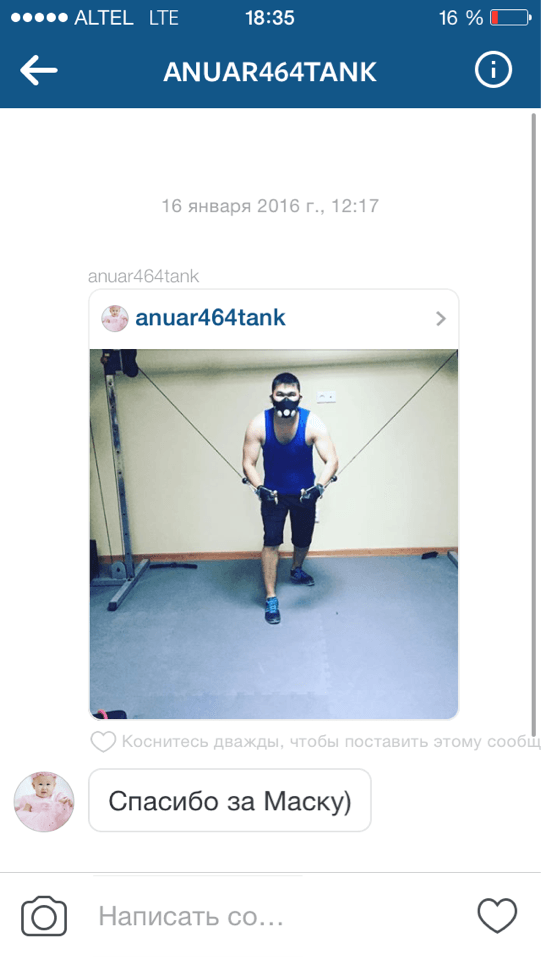 ALTEL LTE 18:35 16 %
ANUAR464TANK
16 января 2016 г., 12:17
anuar464tank
anuar464tank
Коснитесь дважды, чтобы поставить этому сообщ
Спасибо за Маску)
Написать со...